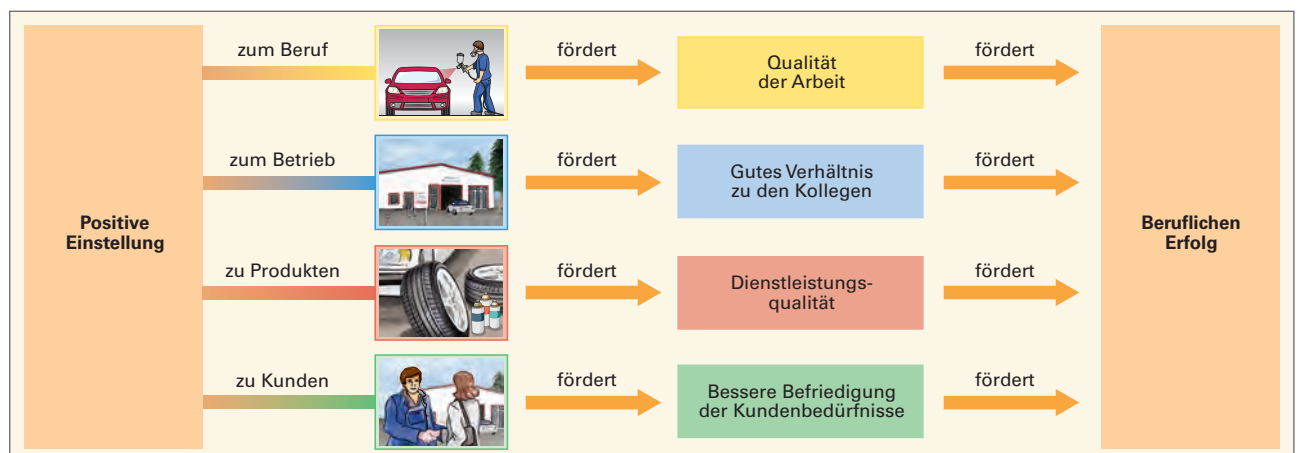 zum Beruf
fördert
Qualität
der Arbeit
fördert
zum Betrieb
fördert
Gutes Verhältnis
zu den Kollegen
fördert
Positive
Einstellung
Beruflichen
Erfolg
zu Produkten
fördert
Dienstleistungs-
qualität
fördert
zu Kunden
fördert
Bessere Befriedigung
der Kundenbedürfnisse
fördert